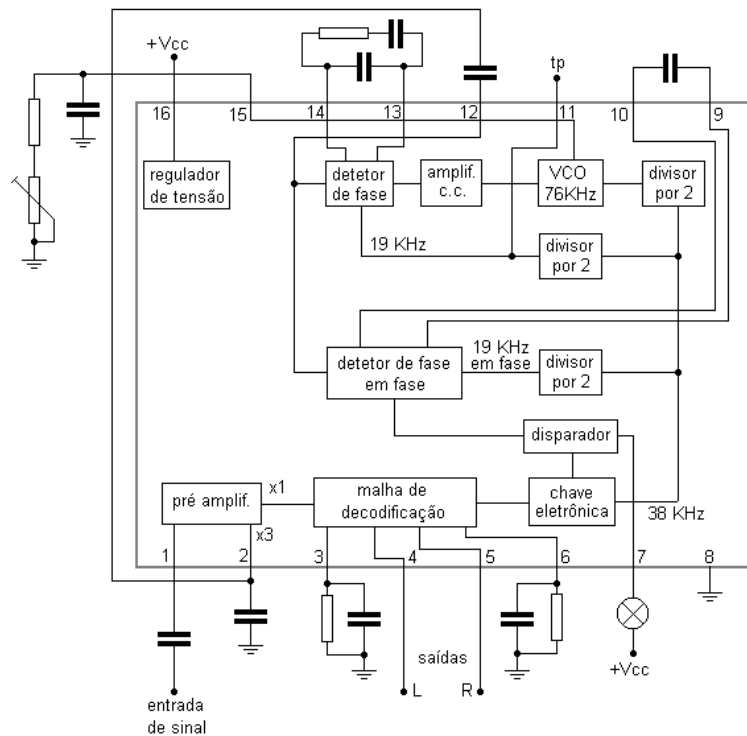 +Vcc
tp
16
15
14
13
12
11
10
9
regulador
de tensão
detetor
de fase
amplif.
c.c.
VCO
76KHz
divisor
por 2
19 KHz
divisor
por 2
detetor de fase
em fase
19 KHz
em fase
divisor
por 2
disparador
pré amplif.
x1
x3
malha de
decodificação
chave
eletrônica
38 KHz
1
2
3
4
5
6
7
8
saídas
L
R
+Vcc
entrada
de sinal